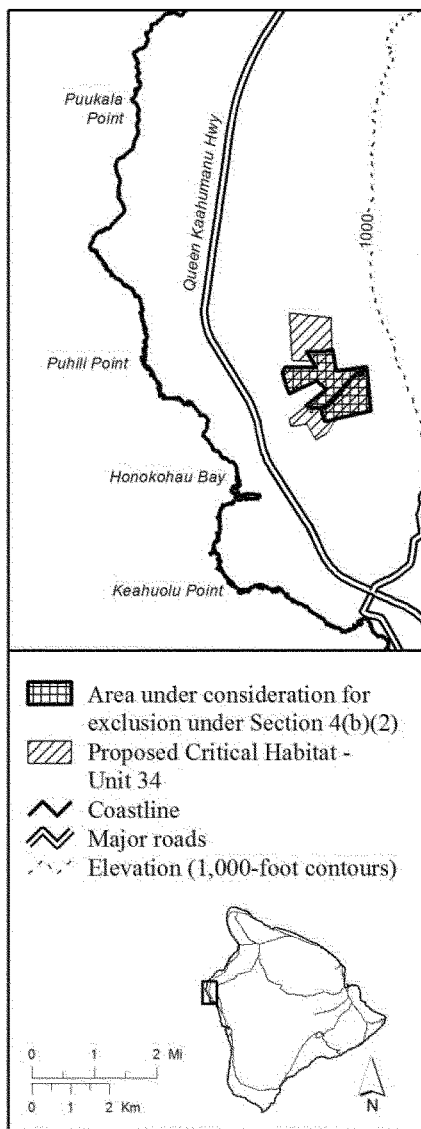 Puukala
Point
Queen Kaahumanu Hwy
1000
Puhili Point
Honokohau Bay
Keahuolu Point
Area under consideration for
exclusion under Section 4(b)(2)
Proposed Critical Habitat -
Unit 34
Coastline
Major roads
Elevation (1,000-foot contours)
0 1 2 Mi
0 1 2 Km
N